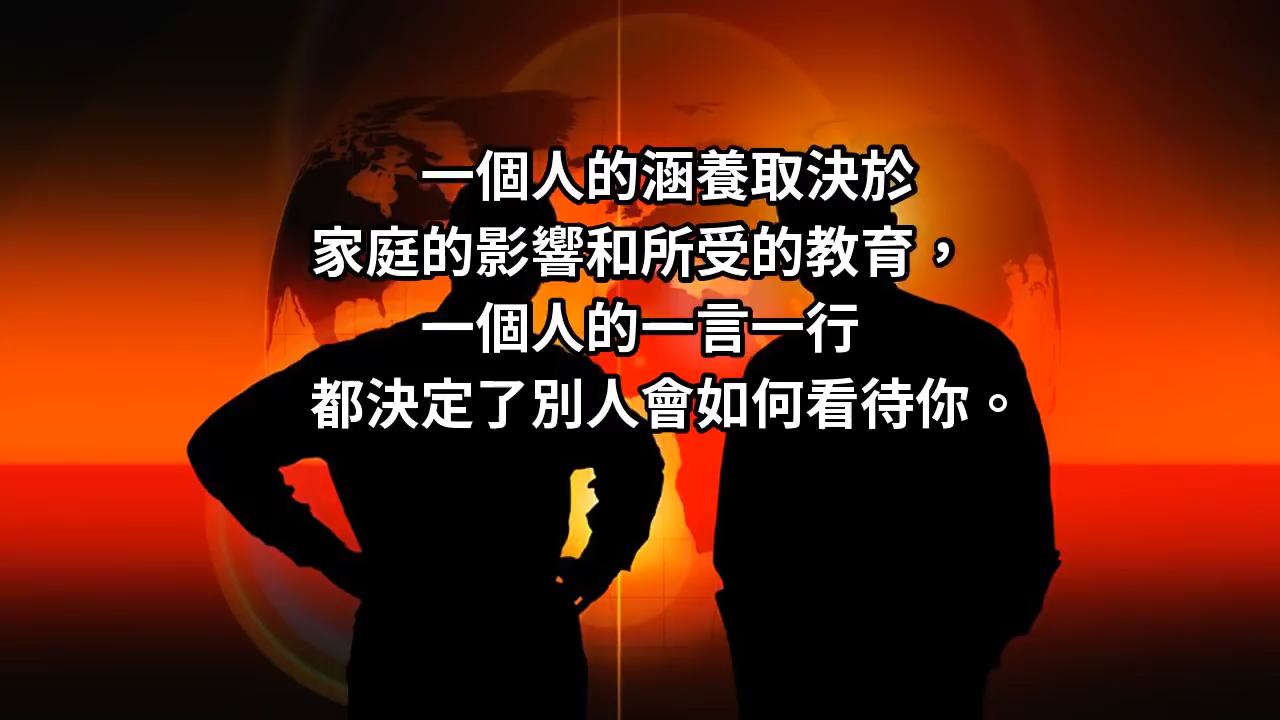 一個人的涵養取決於
家庭的影響和所受的教育，
一個人的一言一行
都決定了別人會如何看待你。